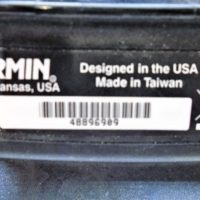 RMIN
Designed in the USA
ansas, USA
Made in Taiwan
48896909